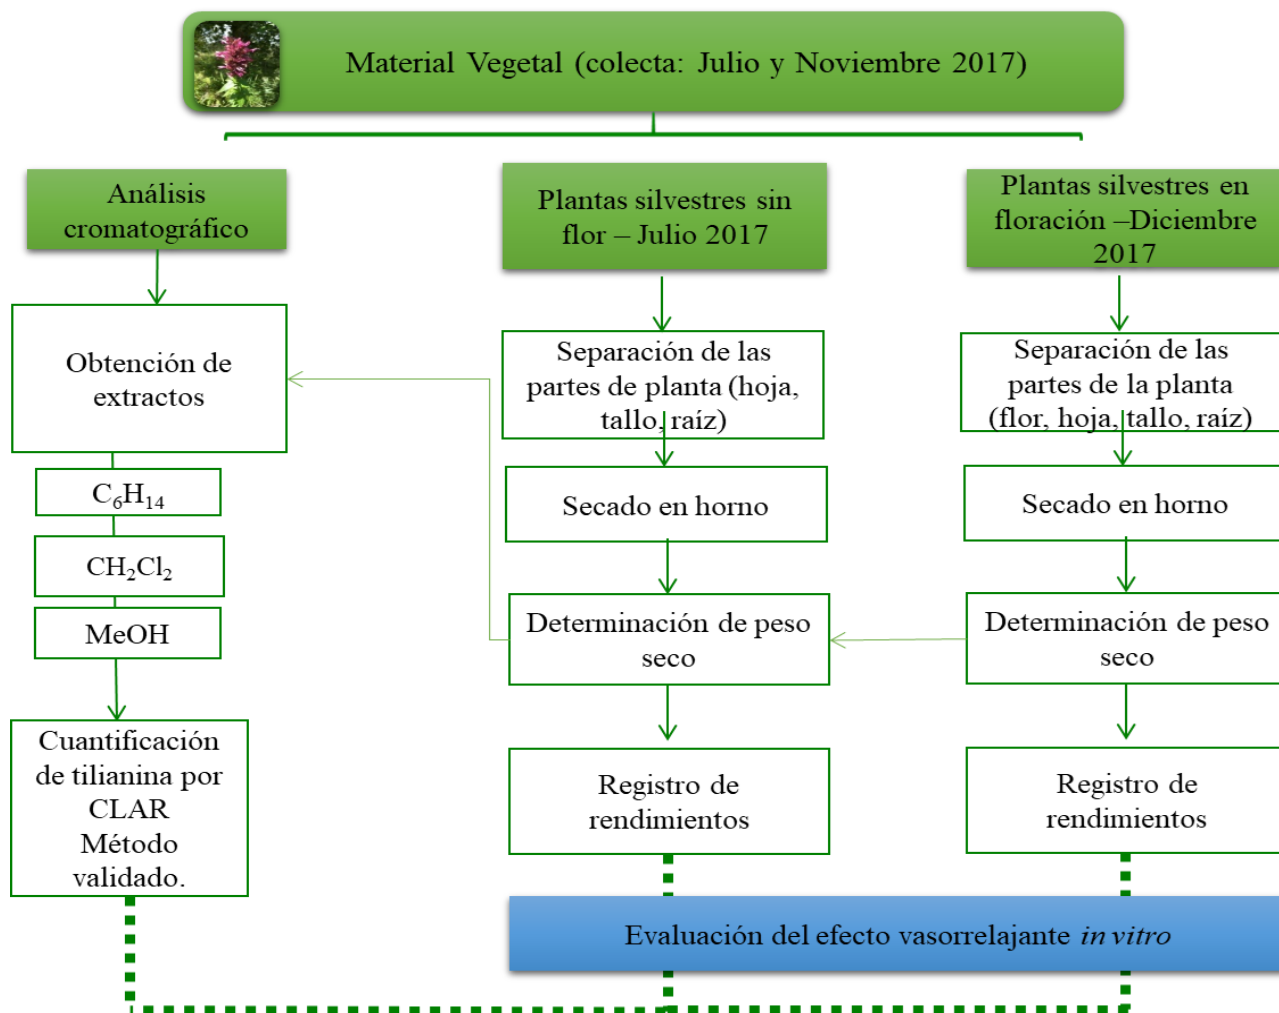 Material Vegetal (colecta: Julio y Noviembre 2017)
Análisis
cromatográfico
Obtención de
extractos
C₆H₁₄
CH₂Cl₂
MeOH
Cuantificación
de tilianina por
CLAR
Método
validado.
Plantas silvestres sin
flor – Julio 2017
Separación de las
partes de planta (hoja,
tallo, raíz)
Secado en horno
Determinación de peso
seco
Registro de
rendimientos
Plantas silvestres en
floración –Diciembre
2017
Separación de las
partes de la planta
(flor, hoja, tallo, raíz)
Secado en horno
Determinación de peso
seco
Registro de
rendimientos
Evaluación del efecto vasorrelajante in vitro